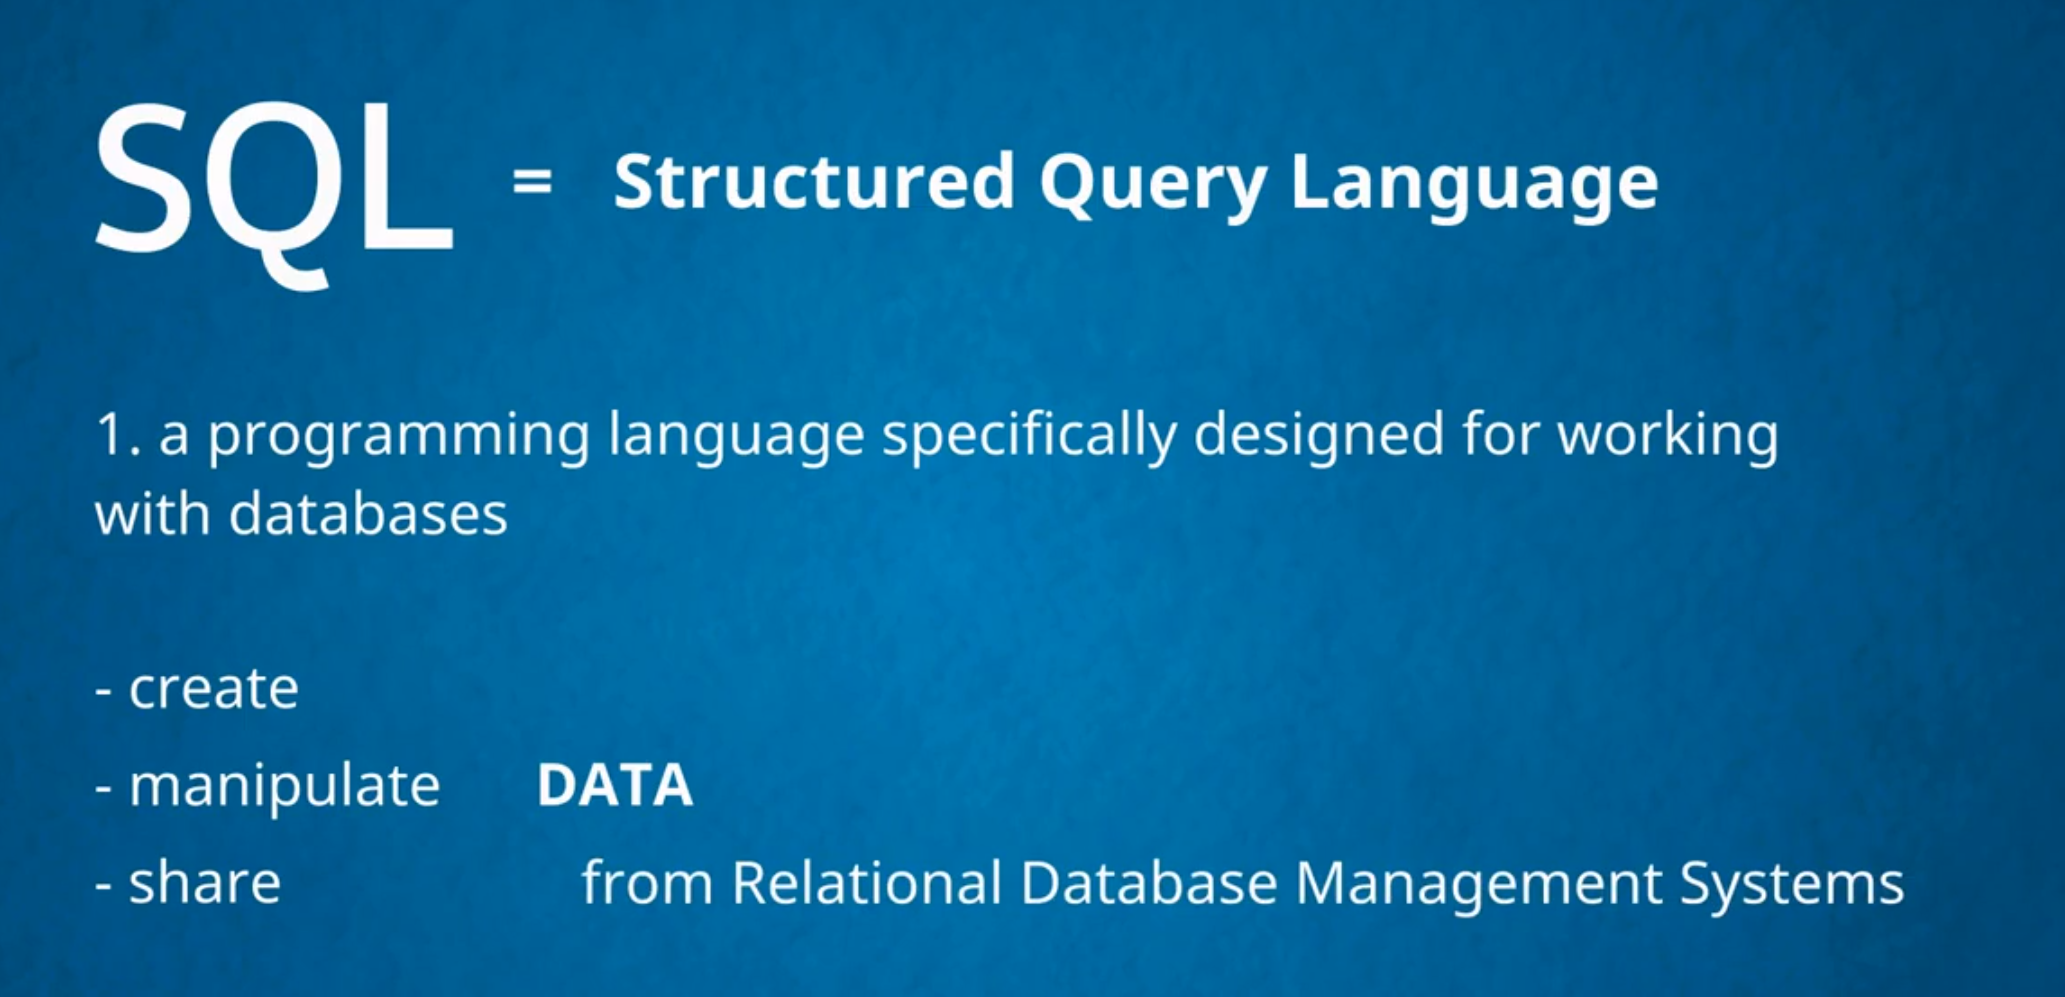 SQL = Structured Query Language
1. a programming language specifically designed for working
with databases
- create
- manipulate DATA
- share from Relational Database Management Systems